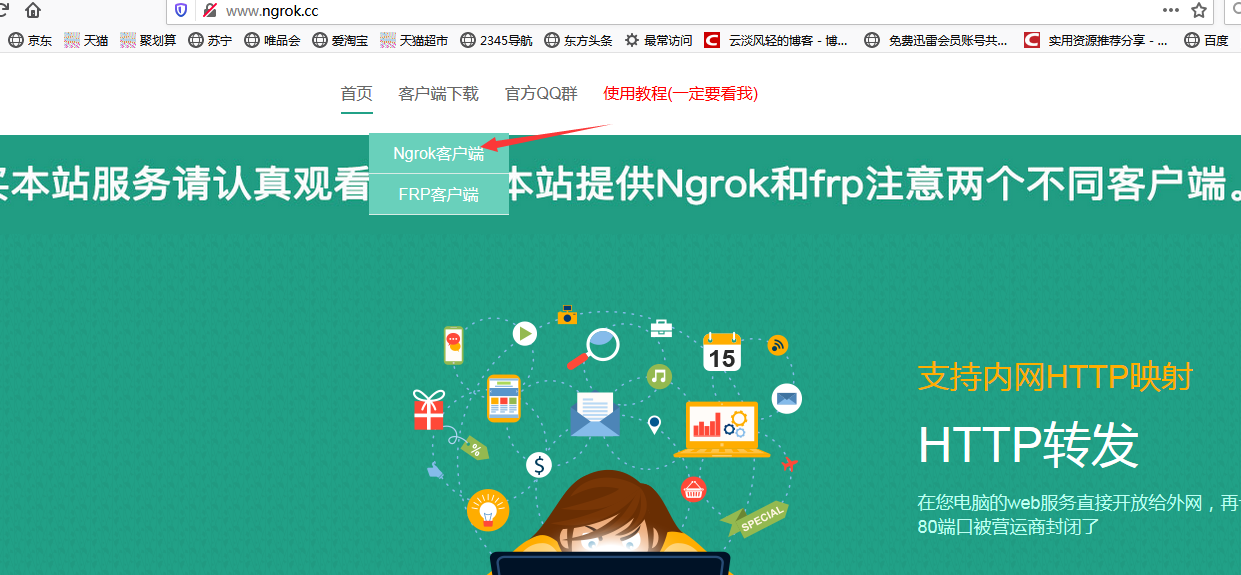 www.ngrok.cc
京东 天猫 聚划算 苏宁 唯品会 爱淘宝 天猫超市 2345导航 东方头条 最常访问 云淡风轻的博客 - 博... 免费迅雷会员账号共... 实用资源推荐分享 - ... 百度
首页 客户端下载 官方QQ群 使用教程(一定要看我)
Ngrok客户端
本站服务请认真观看 本站提供Ngrok和frp注意两个不同客户端。
FRP客户端
15
支持内网HTTP映射
HTTP转发
%
$
SPECIAL
在您电脑的web服务直接开放给外网，再
80端口被营运商封闭了